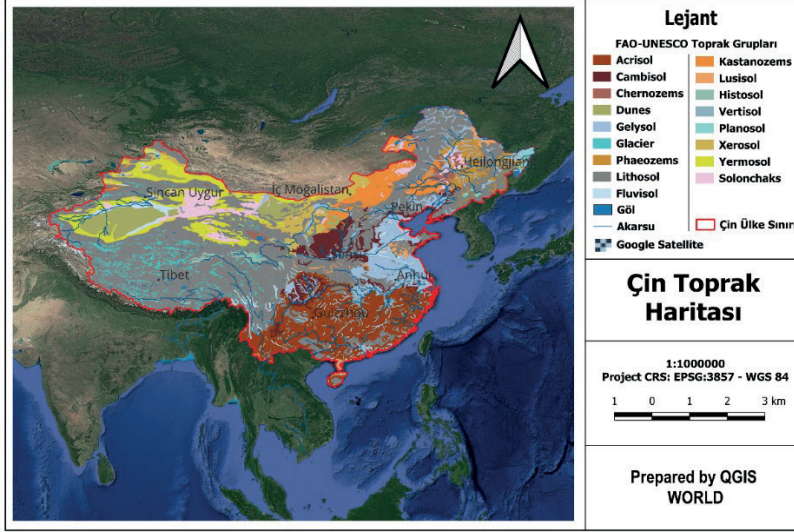 Sincan Uygur
İç Moğalistan
Heilongjian
Pekin
Tibet
Anhui
Guizhou
Lejant
FAO-UNESCO Toprak Grupları
Acrisol
Cambisol
Chernozems
Dunes
Gelysol
Glacier
Phaeozems
Lithosol
Fluvisol
Göl
Akarsu
Google Satellite
Kastanozems
Lusisol
Histosol
Vertisol
Planosol
Xerosol
Yermosol
Solonchaks
Çin Ülke Sınırı
Çin Toprak
Haritası
1:1000000
Project CRS: EPSG:3857 - WGS 84
1 0 1 2 3 km
Prepared by QGIS
WORLD